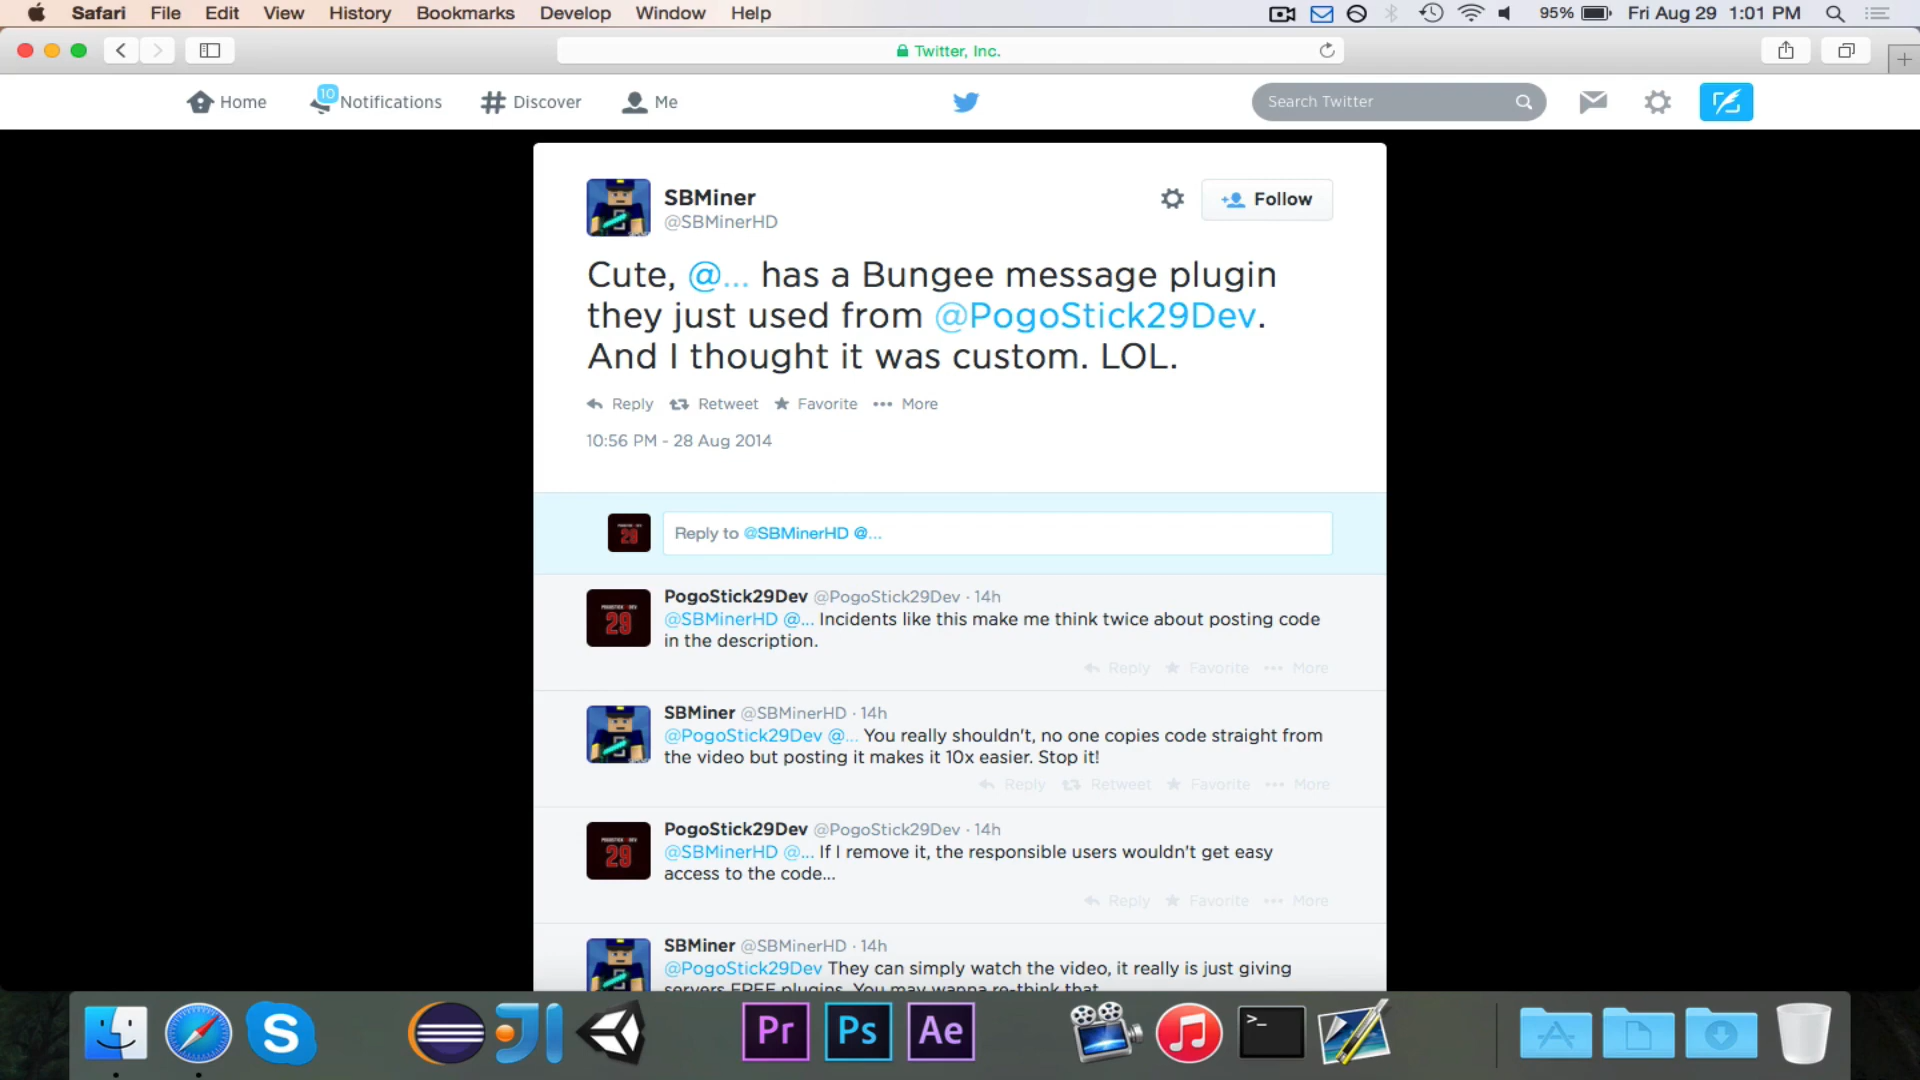 Safari File Edit View History Bookmarks Develop Window Help 95% Fri Aug 29 1:01 PM
Twitter, Inc.
Home 10 Notifications Discover Me Search Twitter
SBMiner
@SBMinerHD
Follow
Cute, @... has a Bungee message plugin
they just used from @PogoStick29Dev.
And I thought it was custom. LOL.
Reply Retweet Favorite ••• More
10:56 PM - 28 Aug 2014
29 Reply to @SBMinerHD @...
PogoStick29Dev @PogoStick29Dev · 14h
29
@SBMinerHD @... Incidents like this make me think twice about posting code
in the description.
Reply Favorite ••• More
SBMiner @SBMinerHD · 14h
@PogoStick29Dev @... You really shouldn't, no one copies code straight from
the video but posting it makes it 10x easier. Stop it!
Reply Retweet Favorite ••• More
PogoStick29Dev @PogoStick29Dev · 14h
29
@SBMinerHD @... If I remove it, the responsible users wouldn't get easy
access to the code...
Reply Favorite ••• More
SBMiner @SBMinerHD · 14h
@PogoStick29Dev They can simply watch the video, it really is just giving
servers FREE plugins. You may wanna re-think that
S JI Pr Ps Ae >_